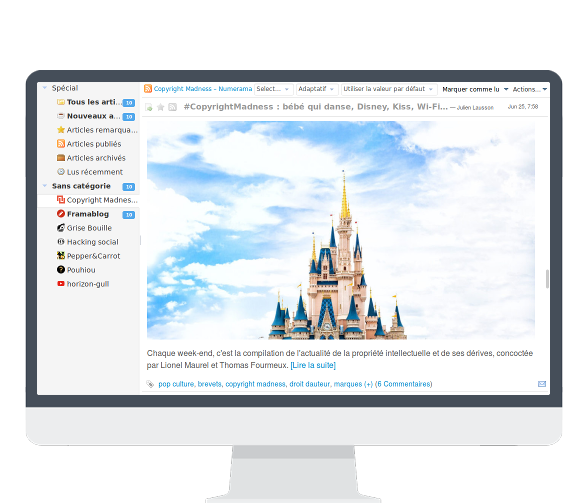 Spécial
Tous les arti... 10
Nouveaux a... 10
Articles remarqua...
Articles publiés
Articles archivés
Lus récemment
Sans catégorie 10
Copyright Madnes...
Framablog 10
Grise Bouille
Hacking social
Pepper&Carrot
Pouhiou
horizon-gull
Copyright Madness - Numerama Select... Adaptatif Utiliser la valeur par défaut Marquer comme lu Actions...
#CopyrightMadness : bébé qui danse, Disney, Kiss, Wi-Fi... — Julien Lausson Jun 25, 7:58
Chaque week-end, c'est la compilation de l'actualité de la propriété intellectuelle et de ses dérives, concoctée
par Lionel Maurel et Thomas Fourmeux. [Lire la suite]
pop culture, brevets, copyright madness, droit dauteur, marques (+) (6 Commentaires)